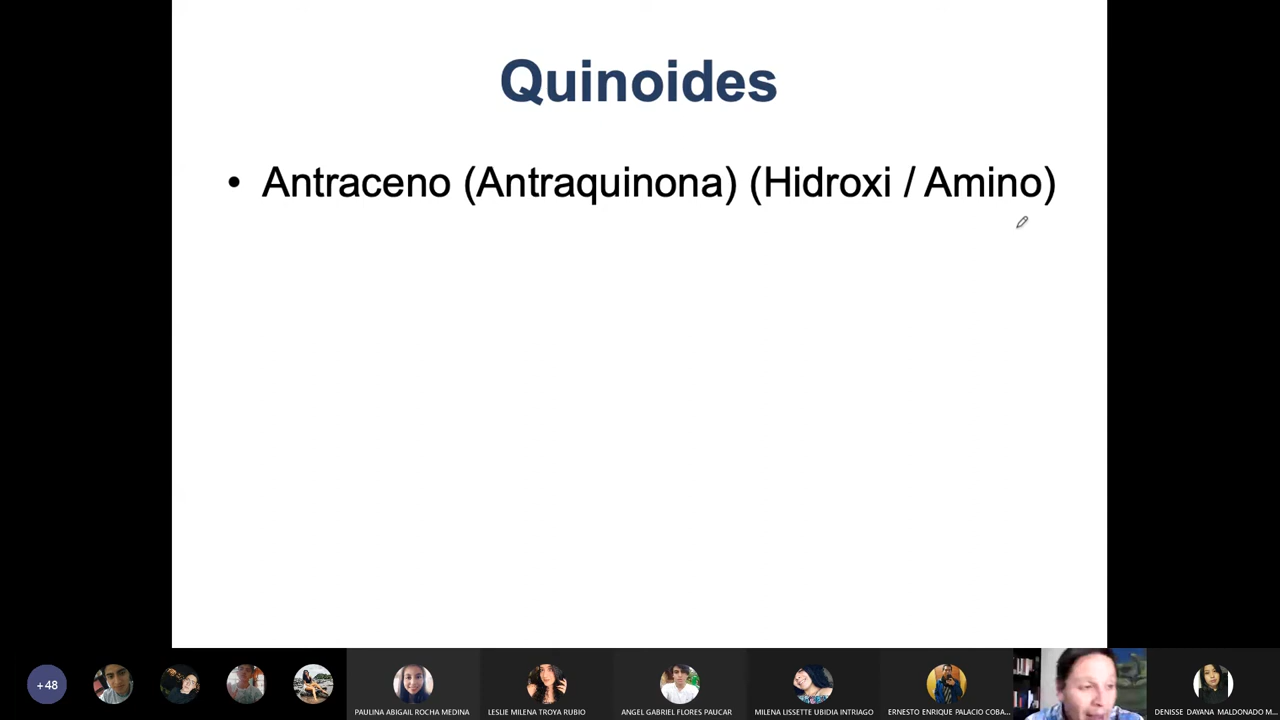 Quinoides
• Antraceno (Antraquinona) (Hidroxi / Amino)
+48
PAULINA ABIGAIL ROCHA MEDINA
LESLIE MILENA TROYA RUBIO
ANGEL GABRIEL FLORES PAUCAR
MILENA LISSETTE UBIDIA INTRIAGO
ERNESTO ENRIQUE PALACIO COBA...
DENISSE DAYANA MALDONADO M...